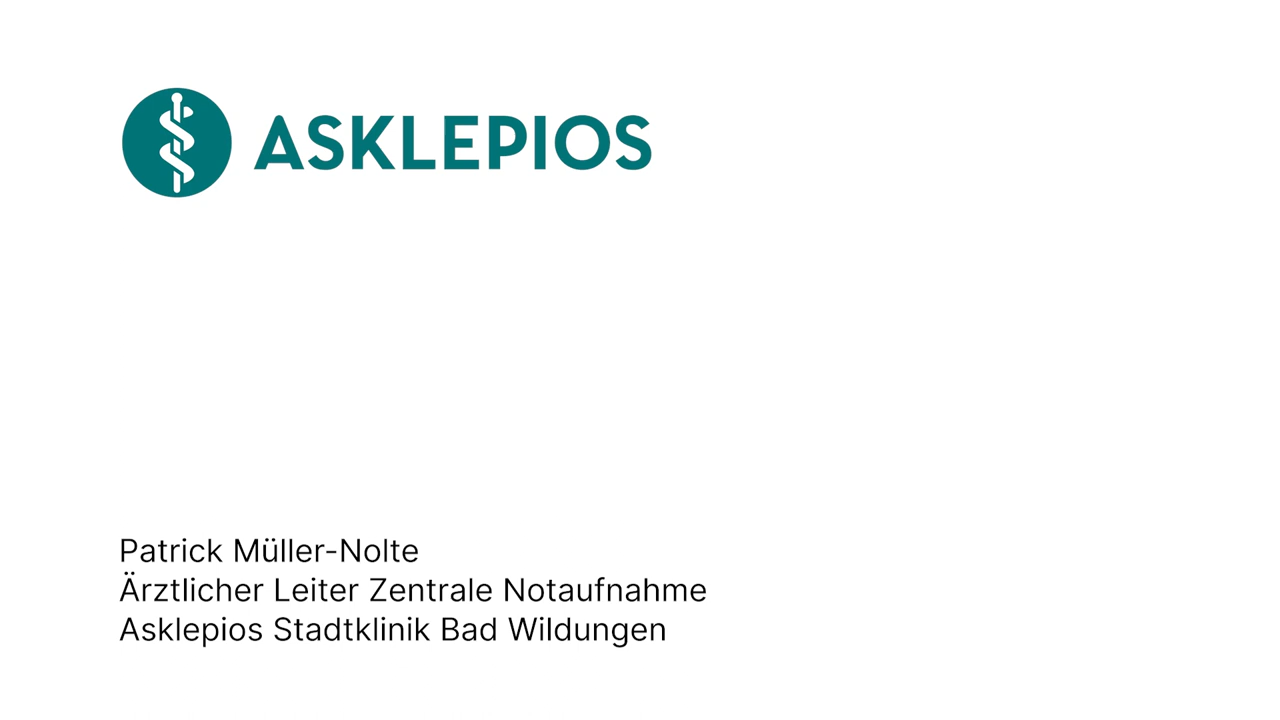 ASKLEPIOS
Patrick Müller-Nolte
Ärztlicher Leiter Zentrale Notaufnahme
Asklepios Stadtklinik Bad Wildungen